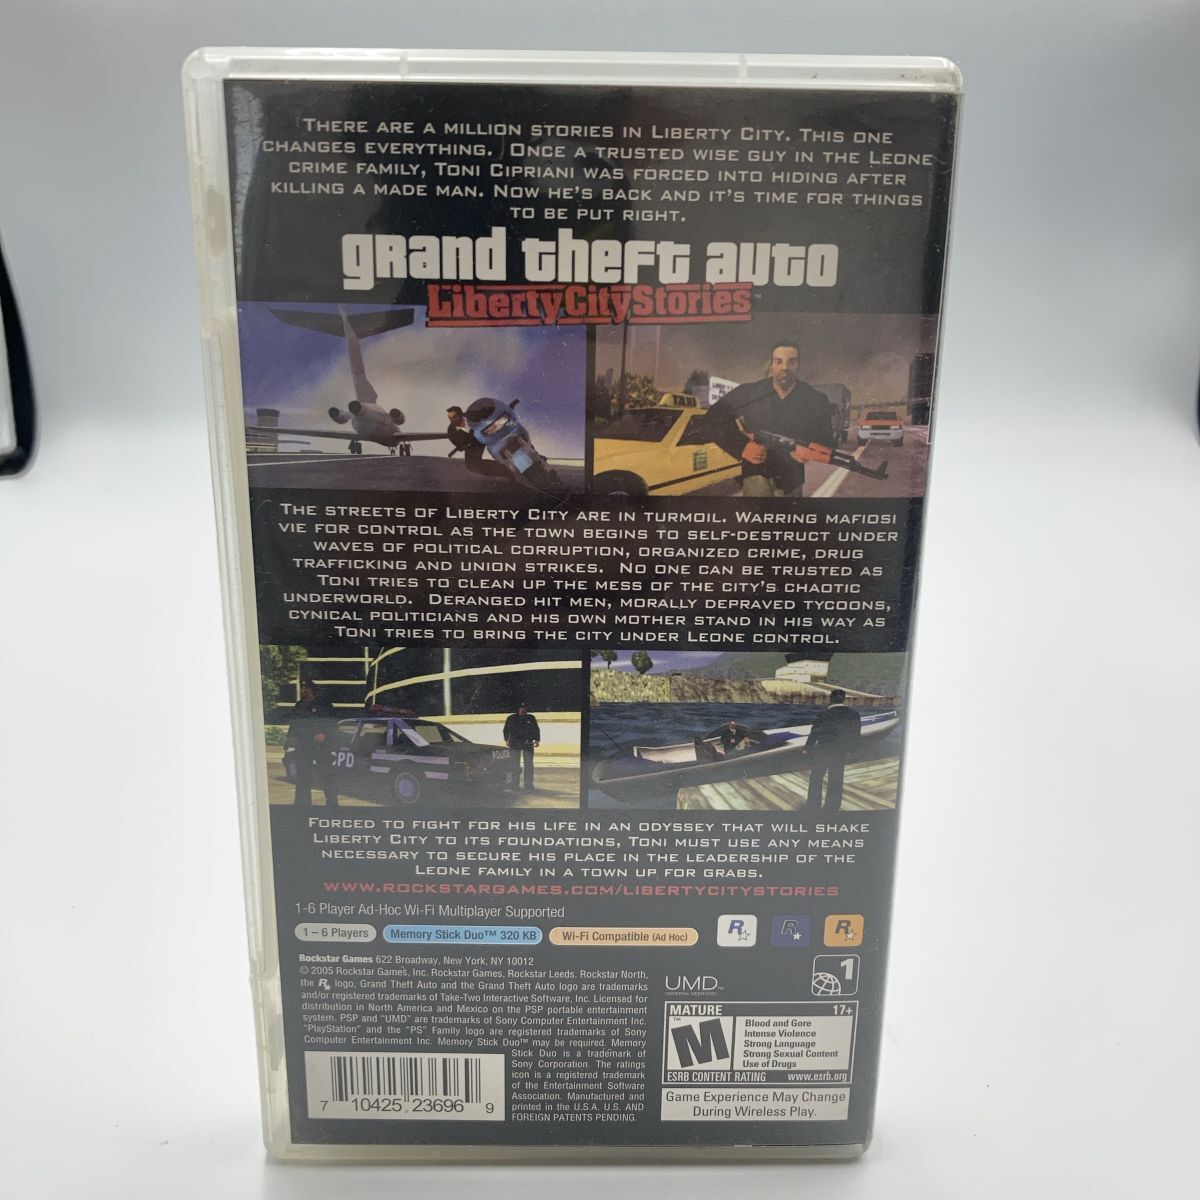 THERE ARE A MILLION STORIES IN LIBERTY CITY. THIS ONE
CHANGES EVERYTHING. ONCE A TRUSTED WISE GUY IN THE LEONE
CRIME FAMILY, TONI CIPRIANI WAS FORCED INTO HIDING AFTER
KILLING A MADE MAN. NOW HE'S BACK AND IT'S TIME FOR THINGS
TO BE PUT RIGHT.
grand theft auto
Liberty City Stories™
TAXI
THE STREETS OF LIBERTY CITY ARE IN TURMOIL. WARRING MAFIOSI
VIE FOR CONTROL AS THE TOWN BEGINS TO SELF-DESTRUCT UNDER
WAVES OF POLITICAL CORRUPTION, ORGANIZED CRIME, DRUG
TRAFFICKING AND UNION STRIKES. NO ONE CAN BE TRUSTED AS
TONI TRIES TO CLEAN UP THE MESS OF THE CITY'S CHAOTIC
UNDERWORLD. DERANGED HIT MEN, MORALLY DEPRAVED TYCOONS,
CYNICAL POLITICIANS AND HIS OWN MOTHER STAND IN HIS WAY AS
TONI TRIES TO BRING THE CITY UNDER LEONE CONTROL.
CPD
POLICE
FORCED TO FIGHT FOR HIS LIFE IN AN ODYSSEY THAT WILL SHAKE
LIBERTY CITY TO ITS FOUNDATIONS, TONI MUST USE ANY MEANS
NECESSARY TO SECURE HIS PLACE IN THE LEADERSHIP OF THE
LEONE FAMILY IN A TOWN UP FOR GRABS.
WWW.ROCKSTARGAMES.COM/LIBERTYCITYSTORIES
1-6 Player Ad-Hoc Wi-Fi Multiplayer Supported
1 – 6 Players Memory Stick Duo™ 320 KB Wi-Fi Compatible (Ad Hoc)
R R R
Rockstar Games 622 Broadway, New York, NY 10012
© 2005 Rockstar Games, Inc. Rockstar Games, Rockstar Leeds, Rockstar North,
the R logo, Grand Theft Auto and the Grand Theft Auto logo are trademarks
and/or registered trademarks of Take-Two Interactive Software, Inc. Licensed for
distribution in North America and Mexico on the PSP portable entertainment
system. PSP and "UMD" are trademarks of Sony Computer Entertainment Inc.
"PlayStation" and the "PS" Family logo are registered trademarks of Sony
Computer Entertainment Inc. Memory Stick Duo™ may be required. Memory
Stick Duo is a trademark of
Sony Corporation. The ratings
icon is a registered trademark
of the Entertainment Software
Association. Manufactured and
printed in the U.S.A. U.S. AND
FOREIGN PATENTS PENDING.
7 10425 23696 9
UMD™
UNIVERSAL MEDIA DISC
1
MATURE 17+
M
Blood and Gore
Intense Violence
Strong Language
Strong Sexual Content
Use of Drugs
ESRB CONTENT RATING www.esrb.org
Game Experience May Change
During Wireless Play.